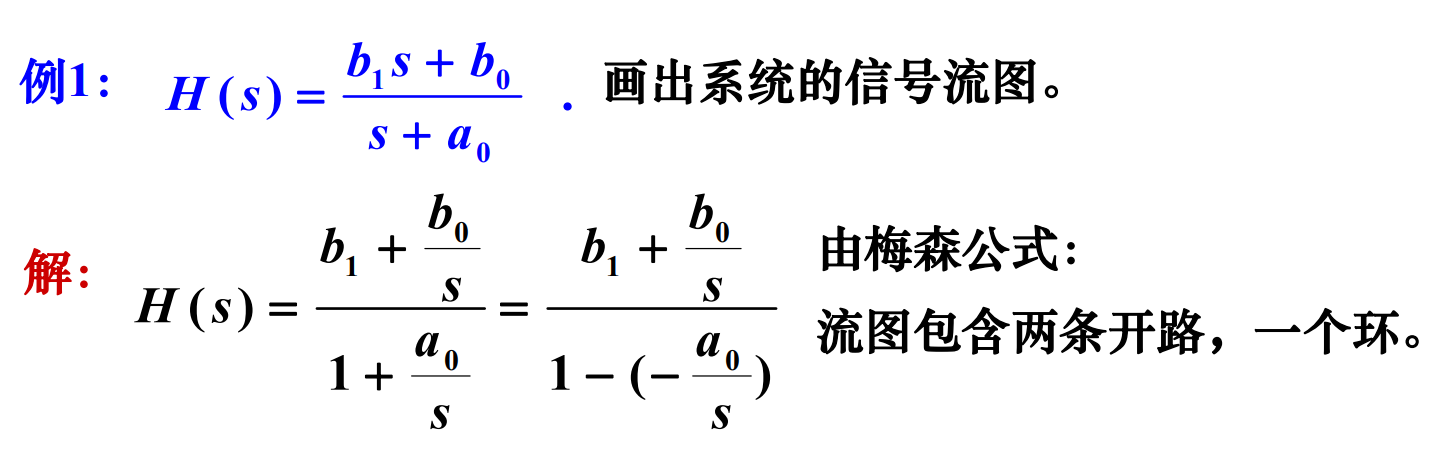 例1: H(s) = \frac{b_1 s + b_0}{s + a_0} . 画出系统的信号流图。
解: H(s) = \frac{b_1 + \frac{b_0}{s}}{1 + \frac{a_0}{s}} = \frac{b_1 + \frac{b_0}{s}}{1 - (-\frac{a_0}{s})} 由梅森公式:
流图包含两条开路，一个环。